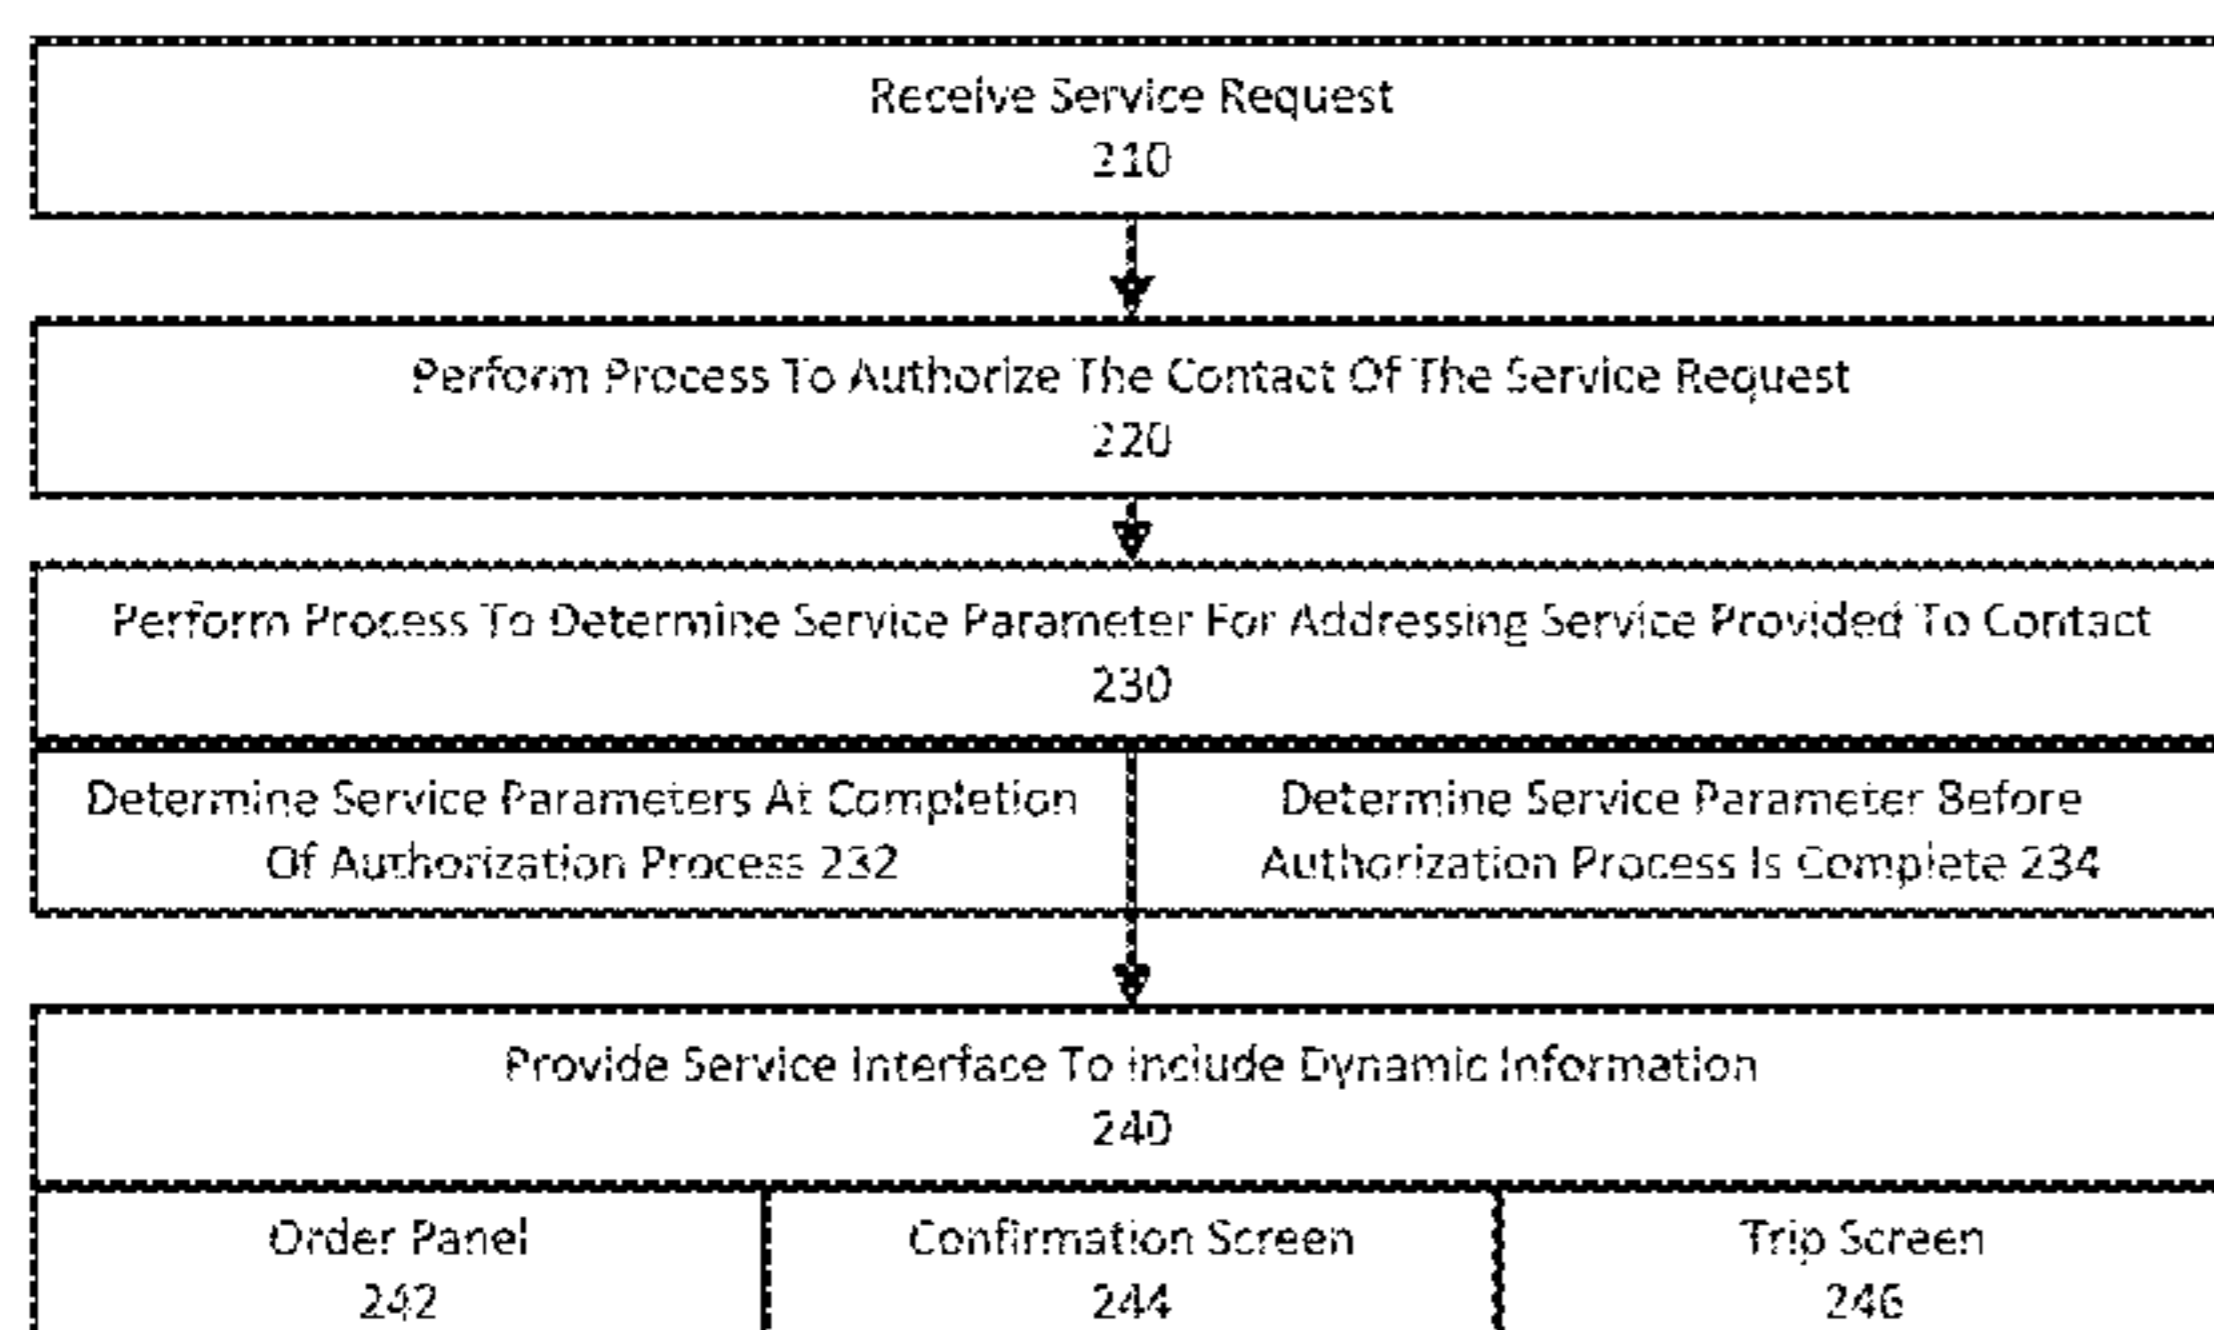 Receive Service Request
210
Perform Process To Authorize The Contact Of The Service Request
220
Perform Process To Determine Service Parameter For Addressing Service Provided To Contact
230
Determine Service Parameters At Completion
Of Authorization Process 232
Determine Service Parameter Before
Authorization Process Is Complete 234
Provide Service Interface To Include Dynamic Information
240
Order Panel
242
Confirmation Screen
244
Trip Screen
246